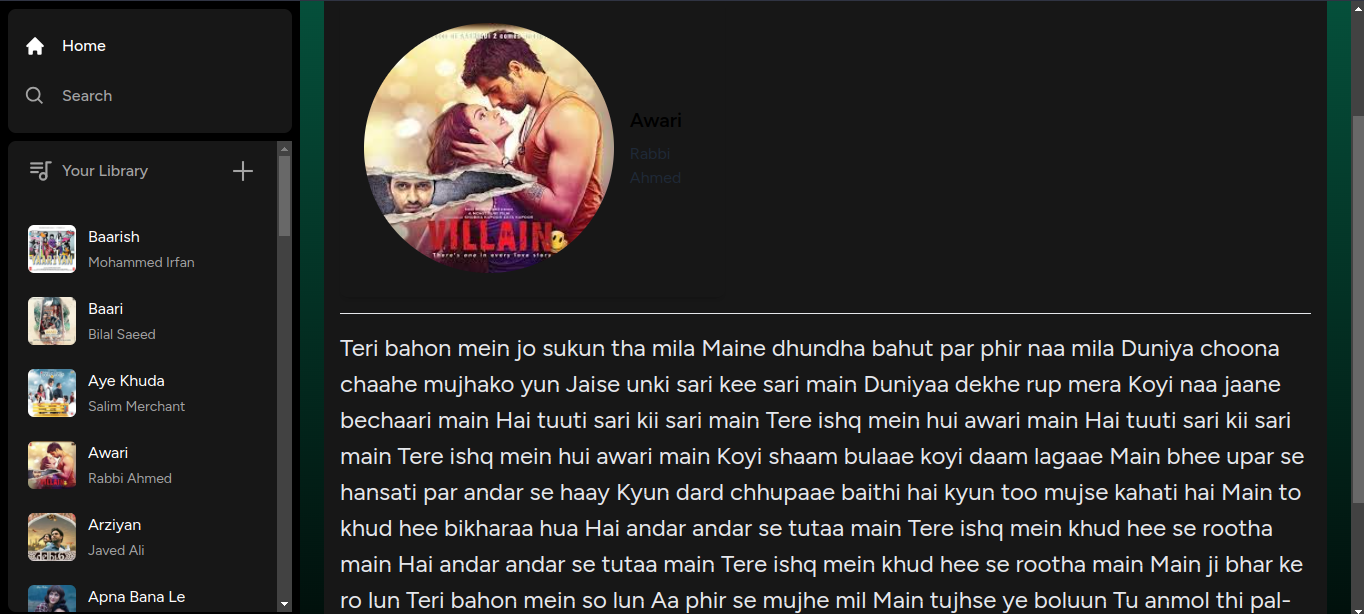 Home
Search
Your Library
Baarish
Mohammed Irfan
Baari
Bilal Saeed
Aye Khuda
Salim Merchant
Awari
Rabbi Ahmed
Arziyan
Javed Ali
Apna Bana Le
VILLAIN
There's one in every love story
Awari
Rabbi
Ahmed
Teri bahon mein jo sukun tha mila Maine dhundha bahut par phir naa mila Duniya choona
chaahe mujhako yun Jaise unki sari kee sari main Duniyaa dekhe rup mera Koyi naa jaane
bechaari main Hai tuuti sari kii sari main Tere ishq mein hui awari main Hai tuuti sari kii sari
main Tere ishq mein hui awari main Koyi shaam bulaae koyi daam lagaae Main bhee upar se
hansati par andar se haay Kyun dard chhupaae baithi hai kyun too mujse kahati hai Main to
khud hee bikharaa hua Hai andar andar se tutaa main Tere ishq mein khud hee se rootha
main Hai andar andar se tutaa main Tere ishq mein khud hee se rootha main Main ji bhar ke
ro lun Teri bahon mein so lun Aa phir se mujhe mil Main tujhse ye boluun Tu anmol thi pal-